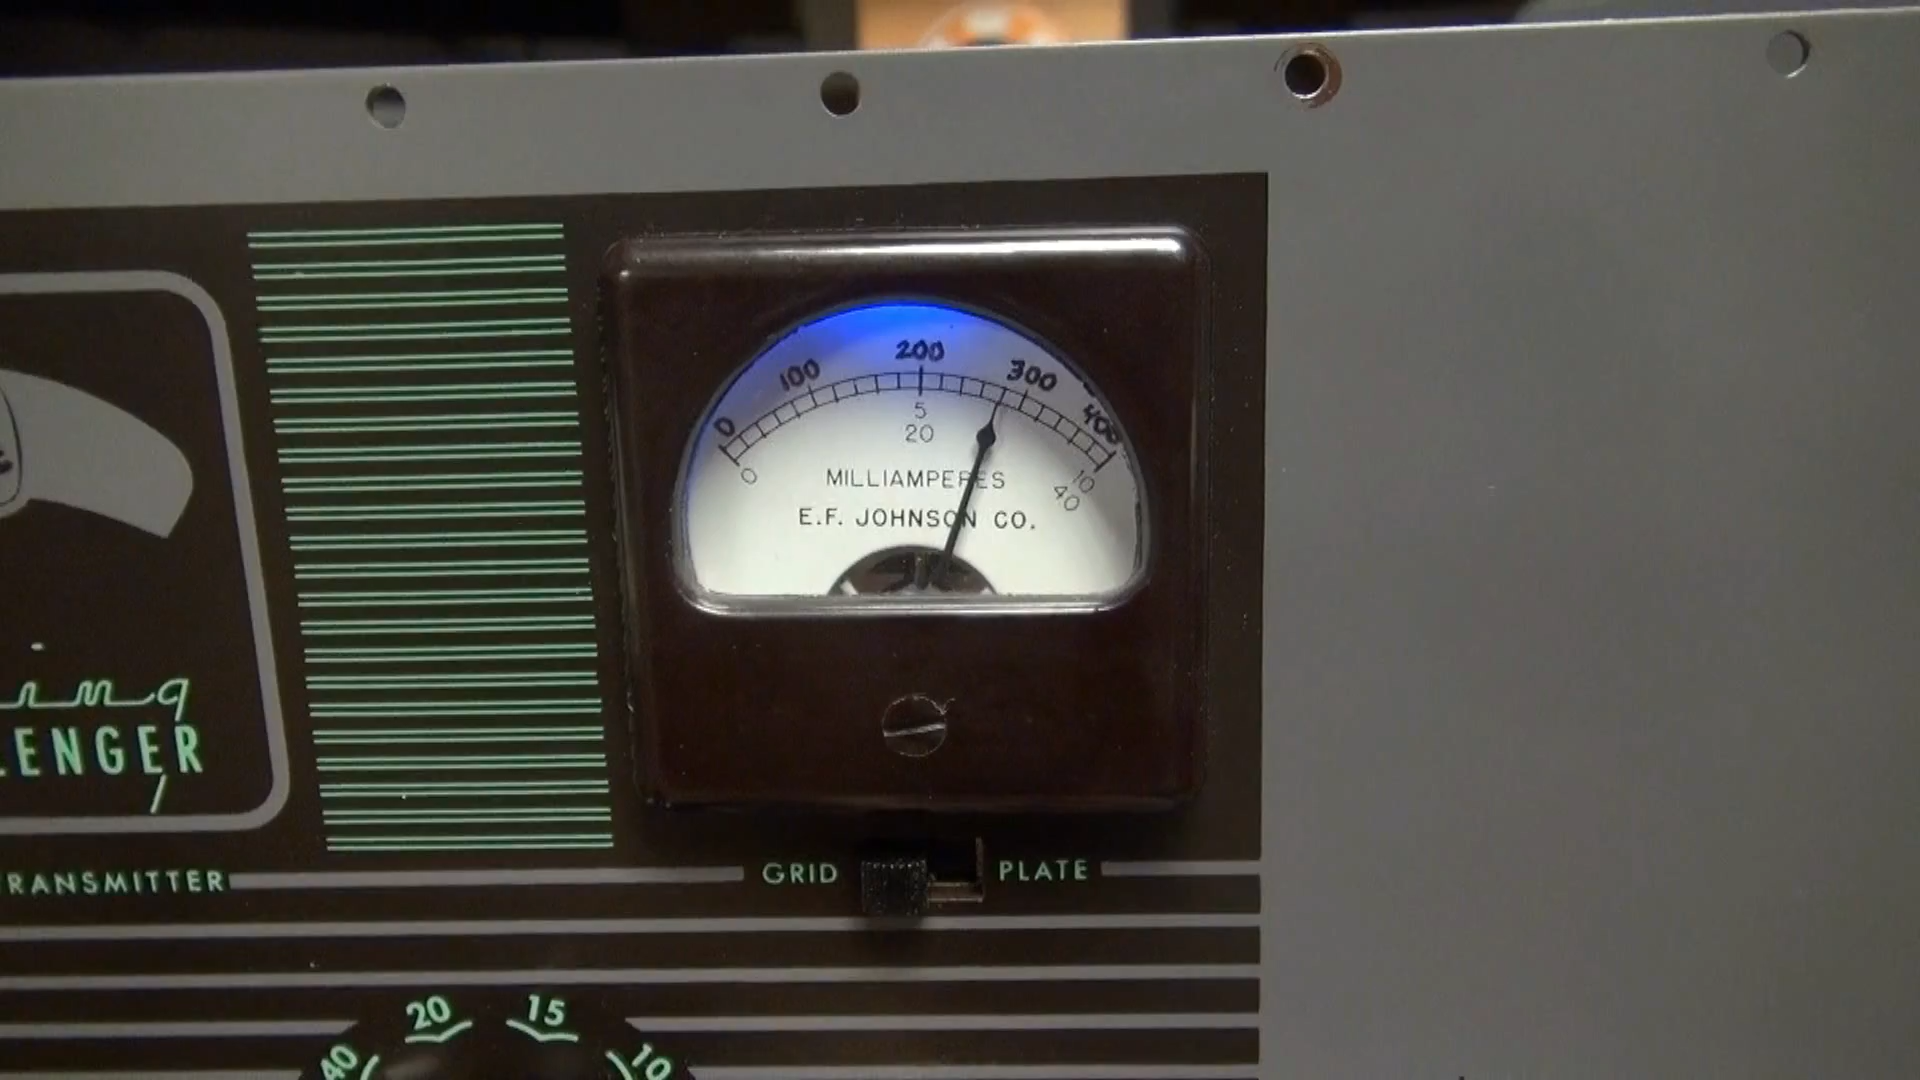 100 200 300
0 400
5
20
0 10
40
MILLIAMPERES
E.F. JOHNSON CO.
LENGER
RANSMITTER
GRID PLATE
20 15
40 10